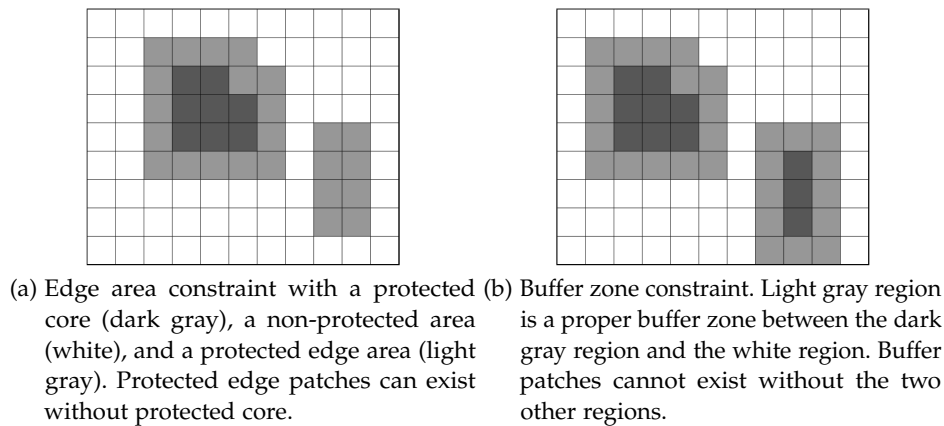 (a) Edge area constraint with a protected
core (dark gray), a non-protected area
(white), and a protected edge area (light
gray). Protected edge patches can exist
without protected core.
(b) Buffer zone constraint. Light gray region
is a proper buffer zone between the dark
gray region and the white region. Buffer
patches cannot exist without the two
other regions.